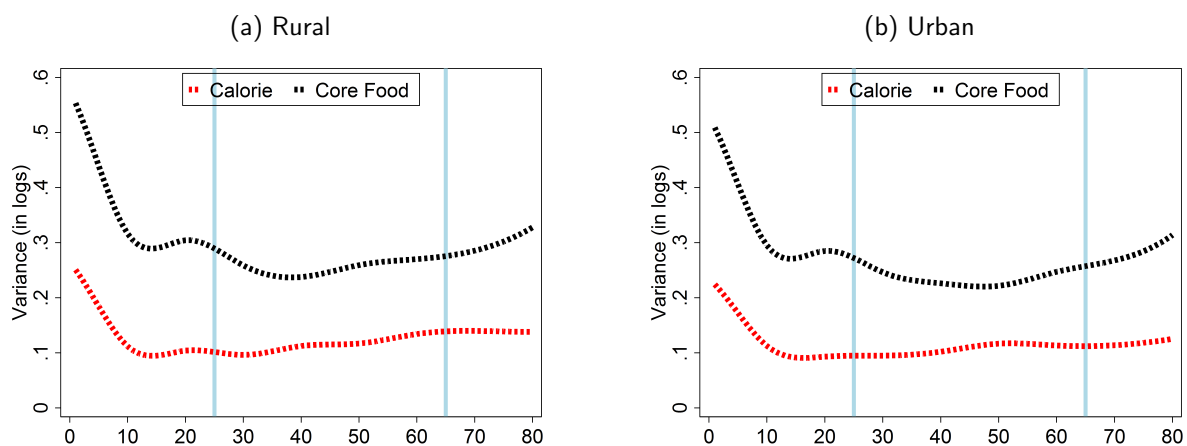 (a) Rural
Calorie Core Food
Variance (in logs)
0 .1 .2 .3 .4 .5 .6
0 10 20 30 40 50 60 70 80
(b) Urban
Calorie Core Food
Variance (in logs)
0 .1 .2 .3 .4 .5 .6
0 10 20 30 40 50 60 70 80